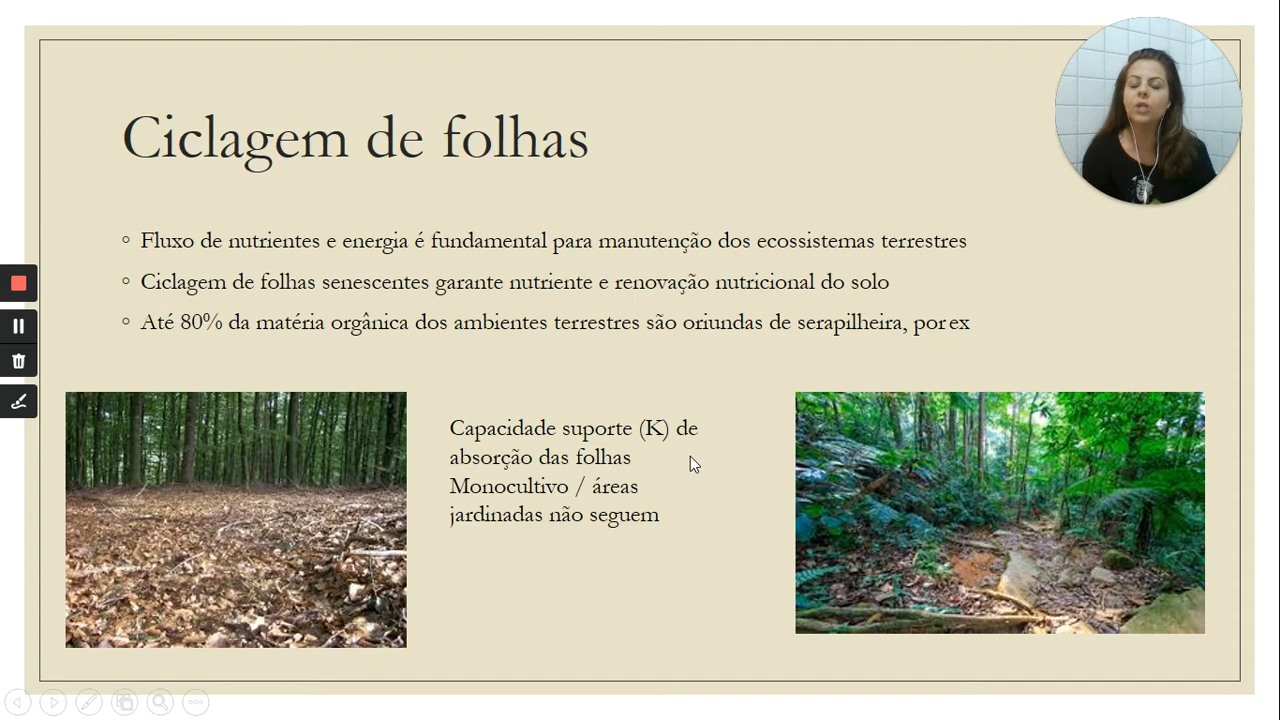 Ciclagem de folhas
Fluxo de nutrientes e energia é fundamental para manutenção dos ecossistemas terrestres
Ciclagem de folhas senescentes garante nutriente e renovação nutricional do solo
Até 80% da matéria orgânica dos ambientes terrestres são oriundas de serapilheira, por ex
Capacidade suporte (K) de
absorção das folhas
Monocultivo / áreas
jardinadas não seguem